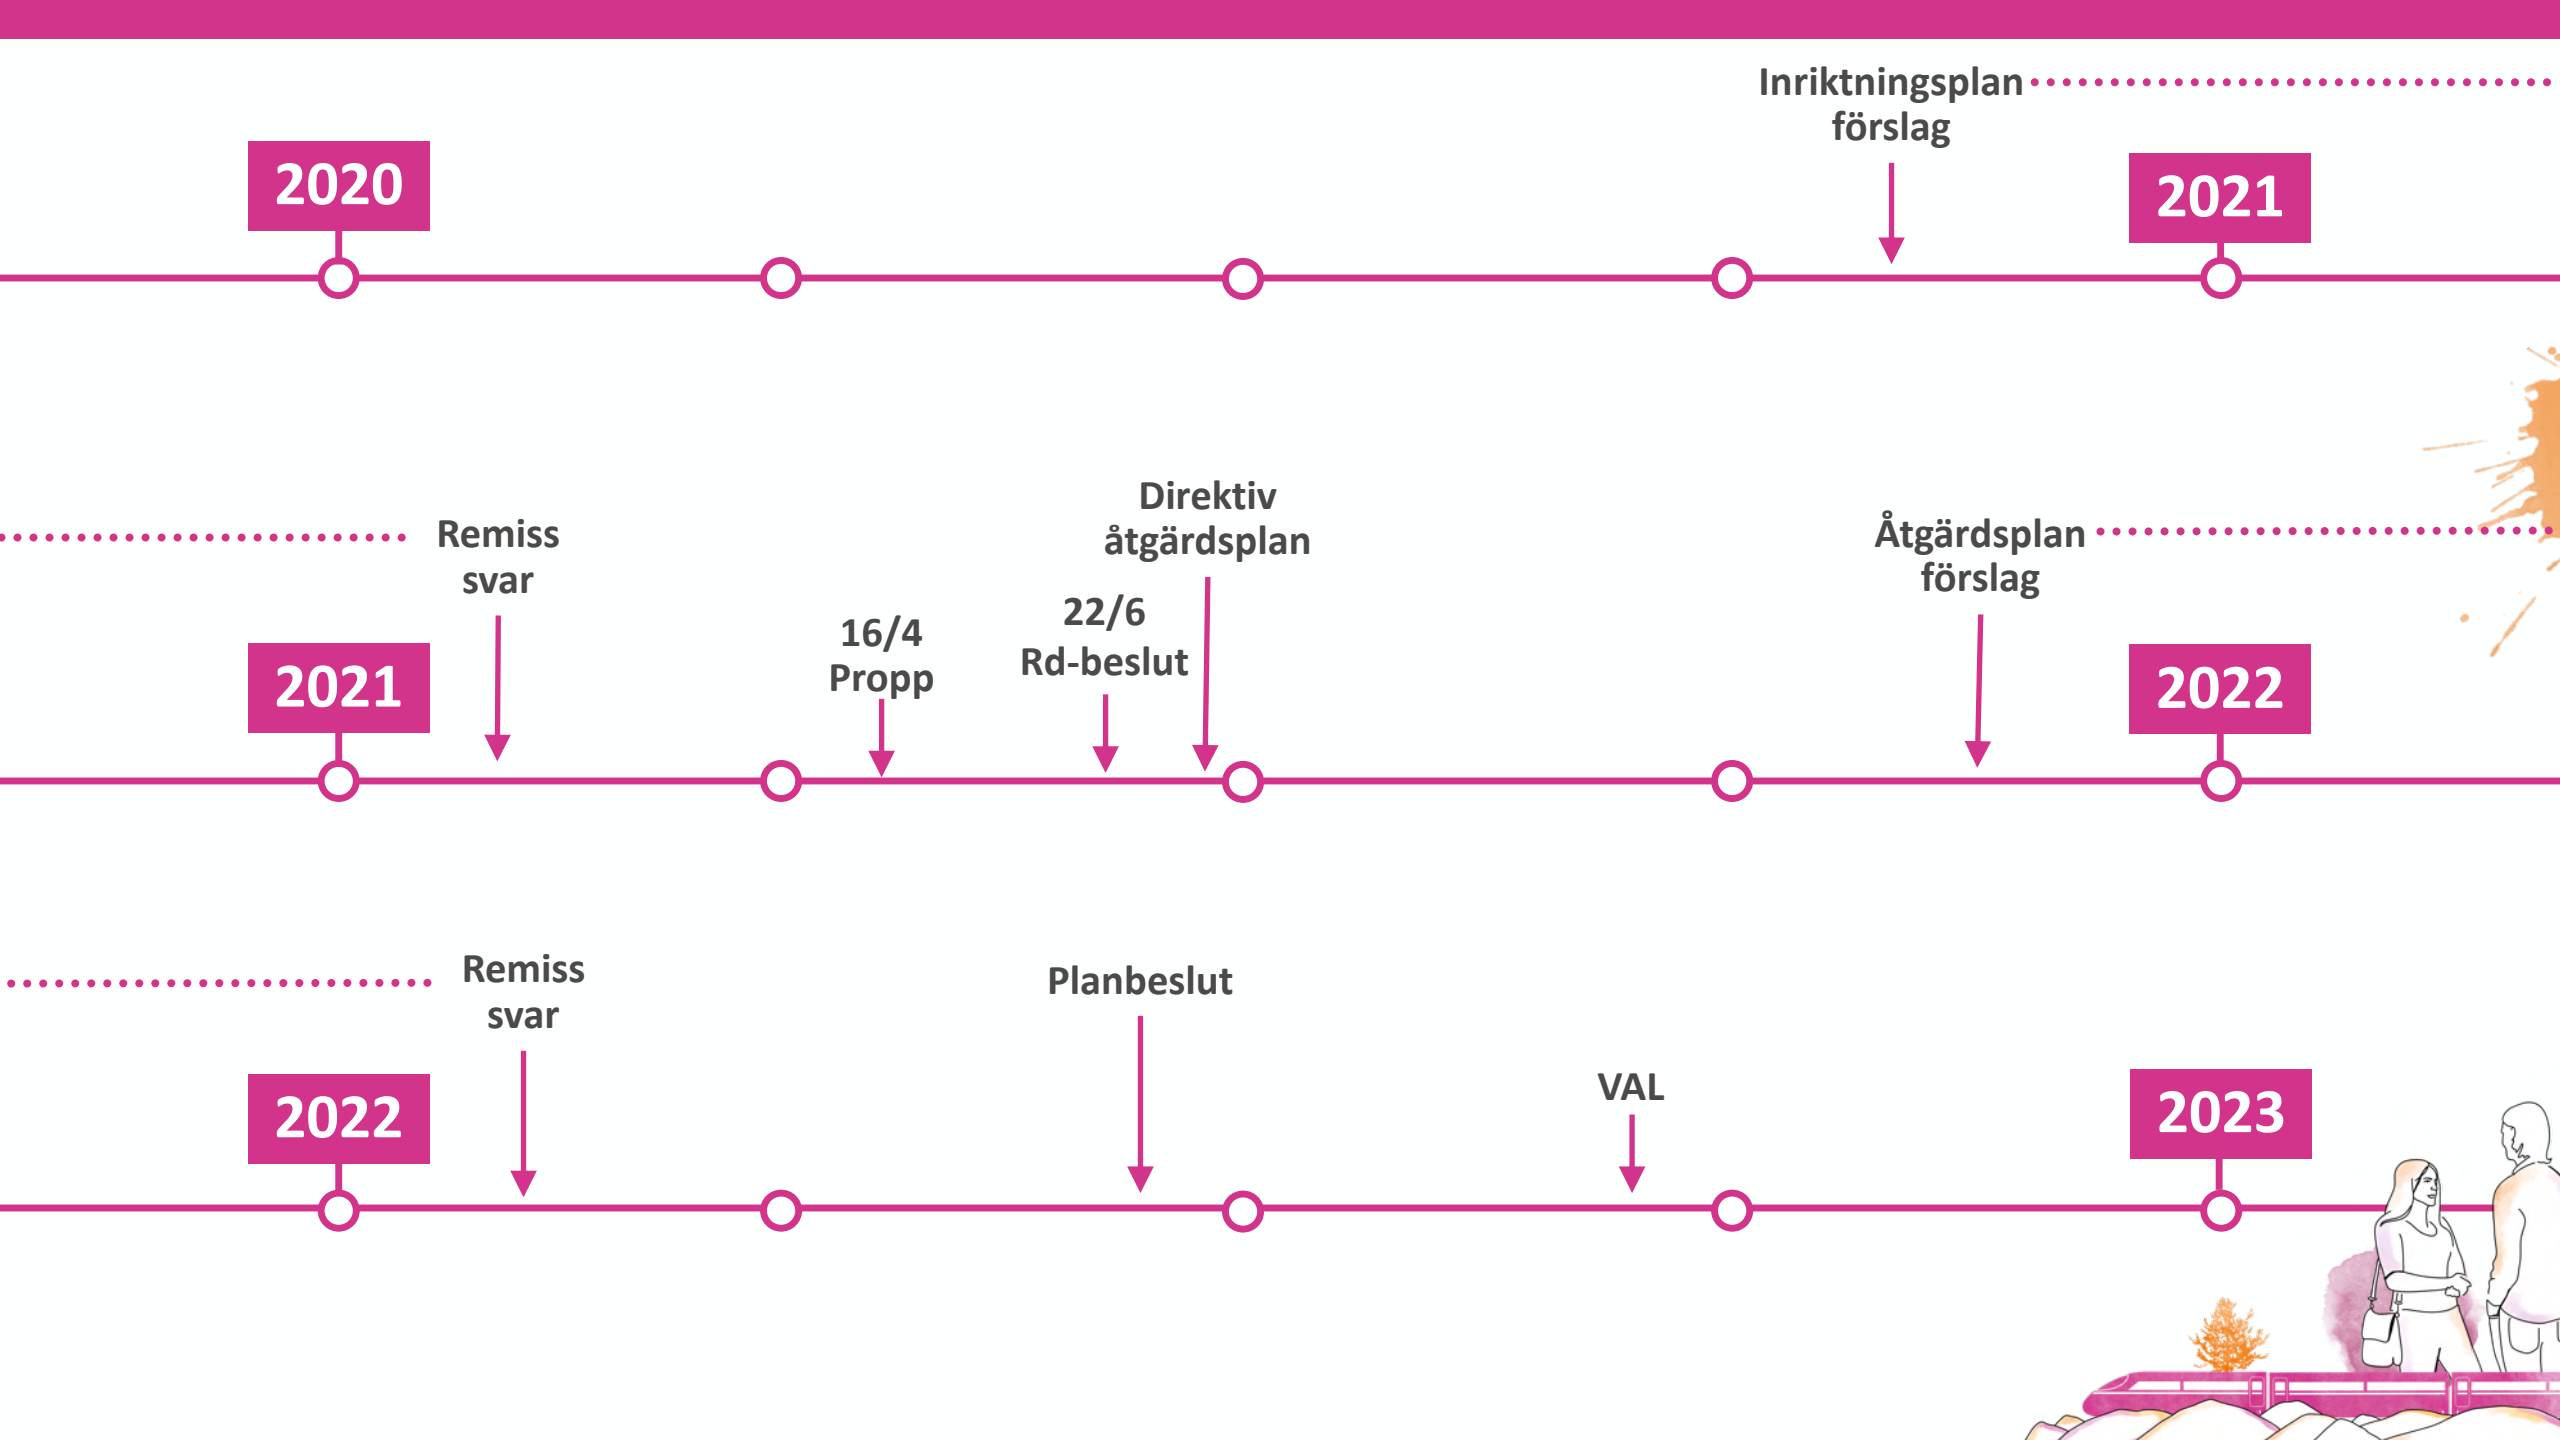 Inriktningsplan
förslag
2020
2021
Direktiv
åtgärdsplan
Remiss
svar
Åtgärdsplan
förslag
22/6
Rd-beslut
16/4
Propp
2021
2022
Remiss
svar
Planbeslut
VAL
2022
2023